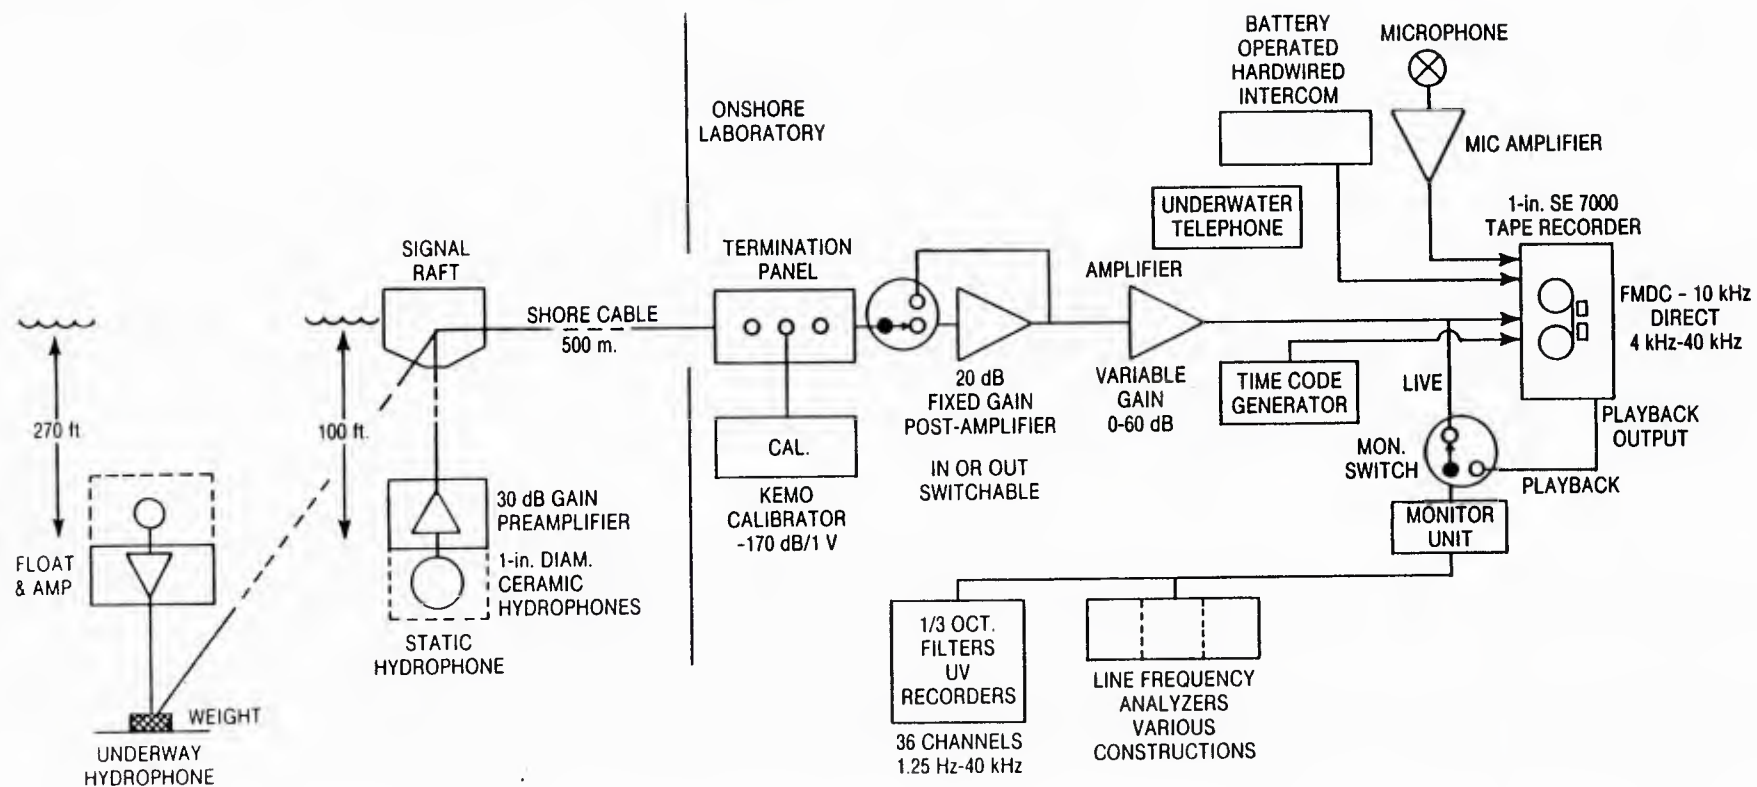 BATTERY
OPERATED
HARDWIRED
INTERCOM
MICROPHONE
MIC AMPLIFIER
ONSHORE
LABORATORY
UNDERWATER
TELEPHONE
1-in. SE 7000
TAPE RECORDER
SIGNAL
RAFT
TERMINATION
PANEL
AMPLIFIER
SHORE CABLE
500 m.
FMDC - 10 kHz
DIRECT
4 kHz-40 kHz
270 ft.
100 ft.
20 dB
FIXED GAIN
POST-AMPLIFIER
IN OR OUT
SWITCHABLE
VARIABLE
GAIN
0-60 dB
TIME CODE
GENERATOR
LIVE
PLAYBACK
OUTPUT
MON.
SWITCH
PLAYBACK
CAL.
KEMO
CALIBRATOR
-170 dB/1 V
30 dB GAIN
PREAMPLIFIER
1-in. DIAM.
CERAMIC
HYDROPHONES
STATIC
HYDROPHONE
FLOAT
& AMP
MONITOR
UNIT
1/3 OCT.
FILTERS
UV
RECORDERS
36 CHANNELS
1.25 Hz-40 kHz
LINE FREQUENCY
ANALYZERS
VARIOUS
CONSTRUCTIONS
WEIGHT
UNDERWAY
HYDROPHONE